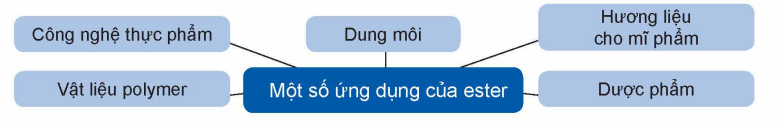 Công nghệ thực phẩm
Dung môi
Hương liệu
cho mĩ phẩm
Vật liệu polymer
Một số ứng dụng của ester
Dược phẩm